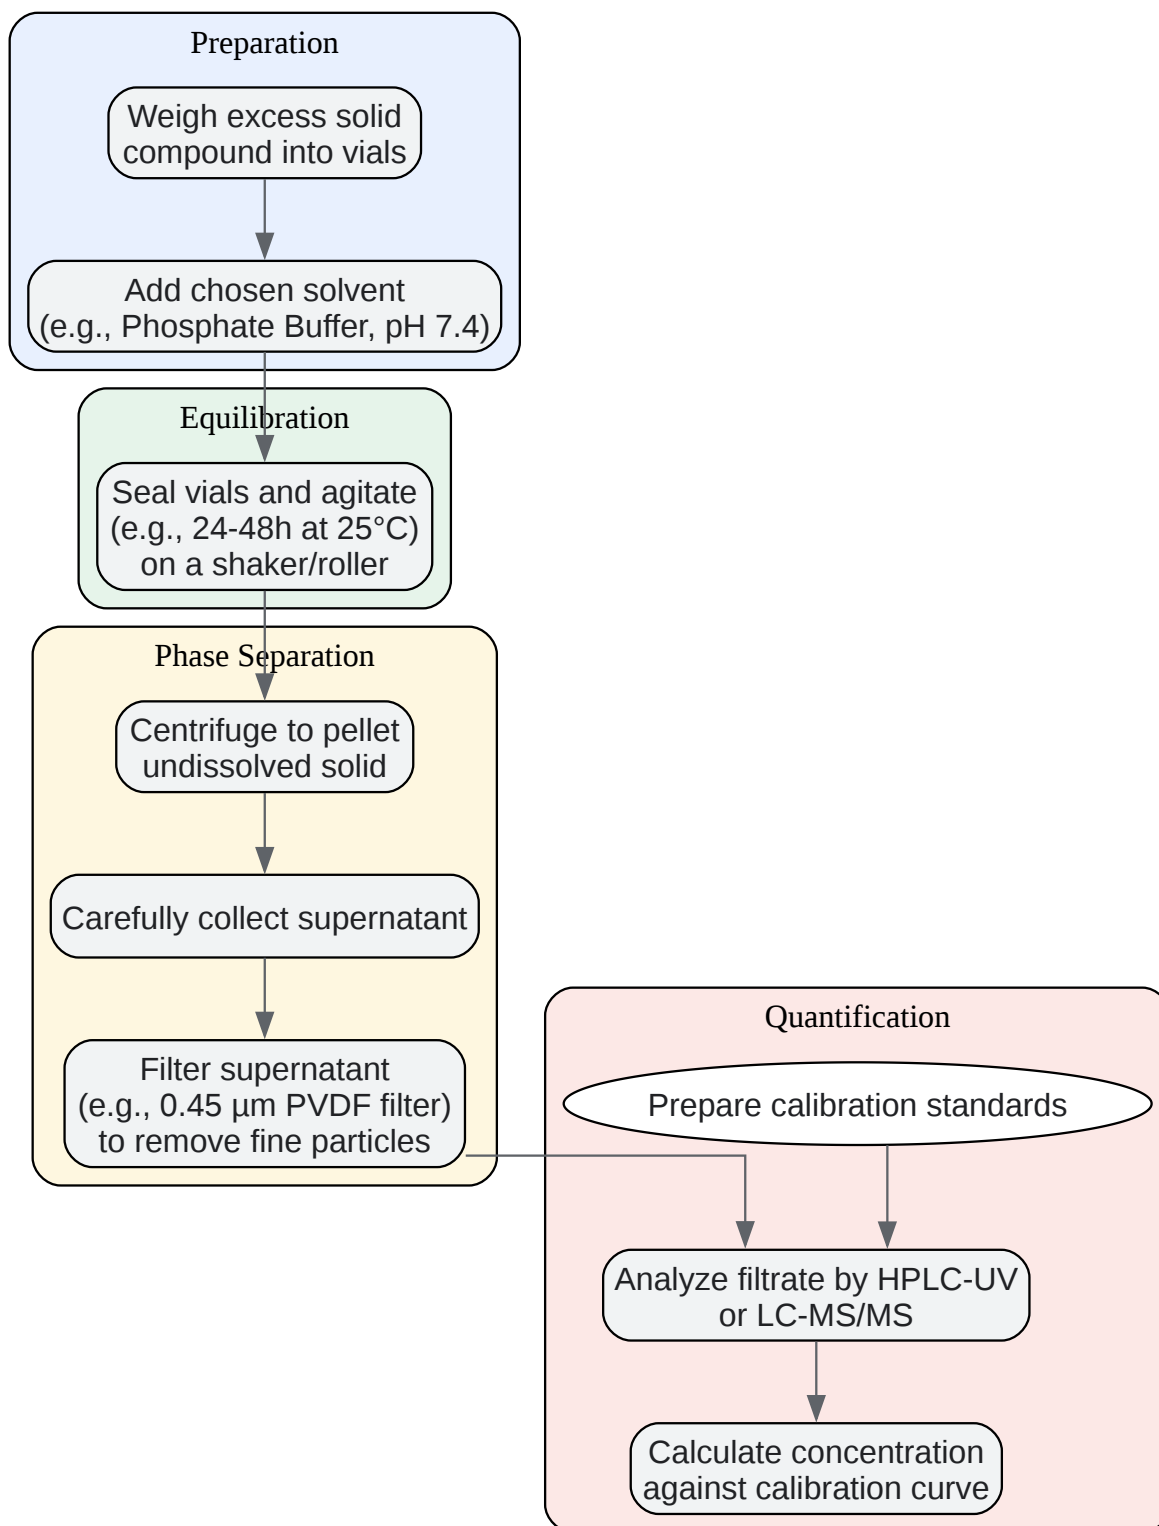 Preparation
Weigh excess solid
compound into vials
Add chosen solvent
(e.g., Phosphate Buffer, pH 7.4)
Equilibration
Seal vials and agitate
(e.g., 24-48h at 25°C)
on a shaker/roller
Phase Separation
Centrifuge to pellet
undissolved solid
Carefully collect supernatant
Filter supernatant
(e.g., 0.45 µm PVDF filter)
to remove fine particles
Quantification
Prepare calibration standards
Analyze filtrate by HPLC-UV
or LC-MS/MS
Calculate concentration
against calibration curve